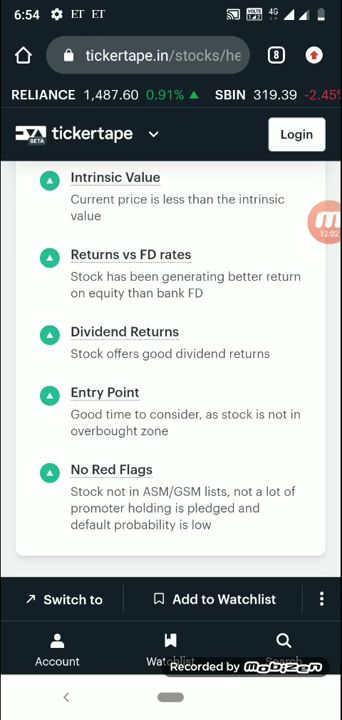 6:54 ET ET VOLTE 4G
tickertape.in/stocks/he 8
RELIANCE 1,487.60 0.91% SBIN 319.39 -2.45%
BETA tickertape Login
Intrinsic Value
Current price is less than the intrinsic
value
12:02
Returns vs FD rates
Stock has been generating better return
on equity than bank FD
Dividend Returns
Stock offers good dividend returns
Entry Point
Good time to consider, as stock is not in
overbought zone
No Red Flags
Stock not in ASM/GSM lists, not a lot of
promoter holding is pledged and
default probability is low
Switch to Add to Watchlist
Account Watchlist Search
Recorded by MOBIZEN